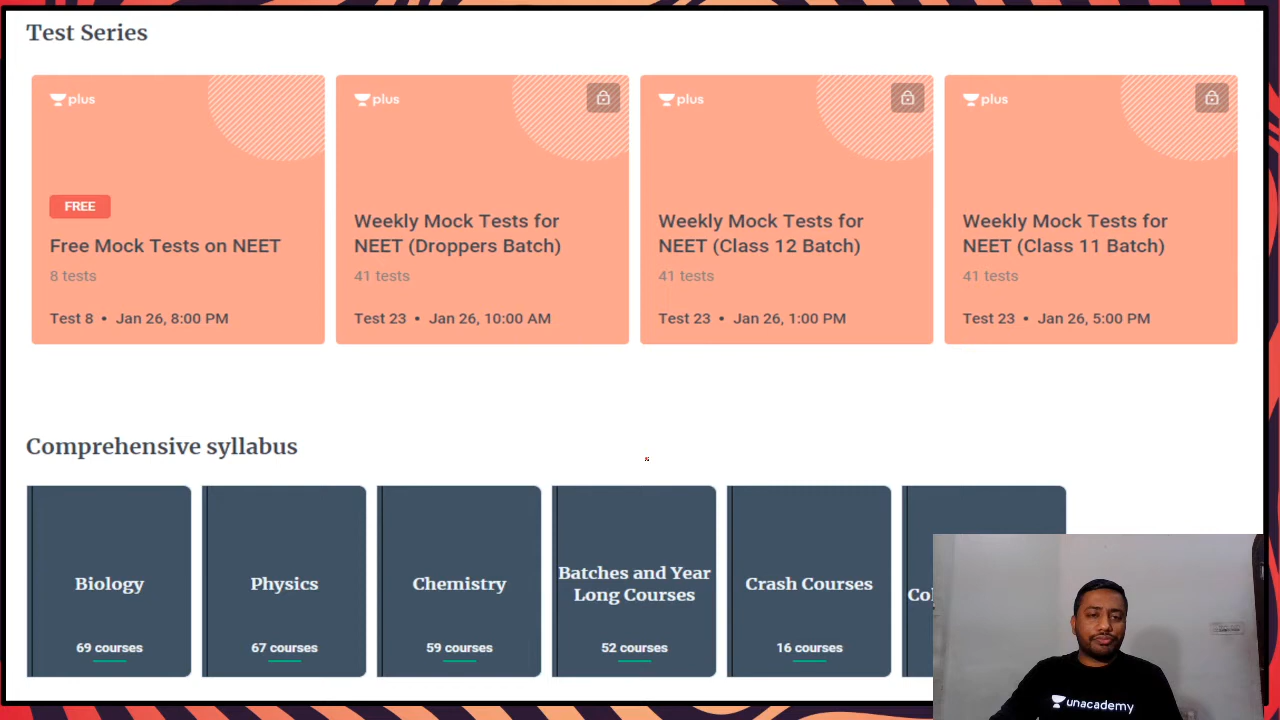 Test Series
plus
plus
plus
plus
FREE
Free Mock Tests on NEET
8 tests
Test 8 • Jan 26, 8:00 PM
Weekly Mock Tests for
NEET (Droppers Batch)
41 tests
Test 23 • Jan 26, 10:00 AM
Weekly Mock Tests for
NEET (Class 12 Batch)
41 tests
Test 23 • Jan 26, 1:00 PM
Weekly Mock Tests for
NEET (Class 11 Batch)
41 tests
Test 23 • Jan 26, 5:00 PM
Comprehensive syllabus
Biology
69 courses
Physics
67 courses
Chemistry
59 courses
Batches and Year
Long Courses
52 courses
Crash Courses
16 courses
unacademy